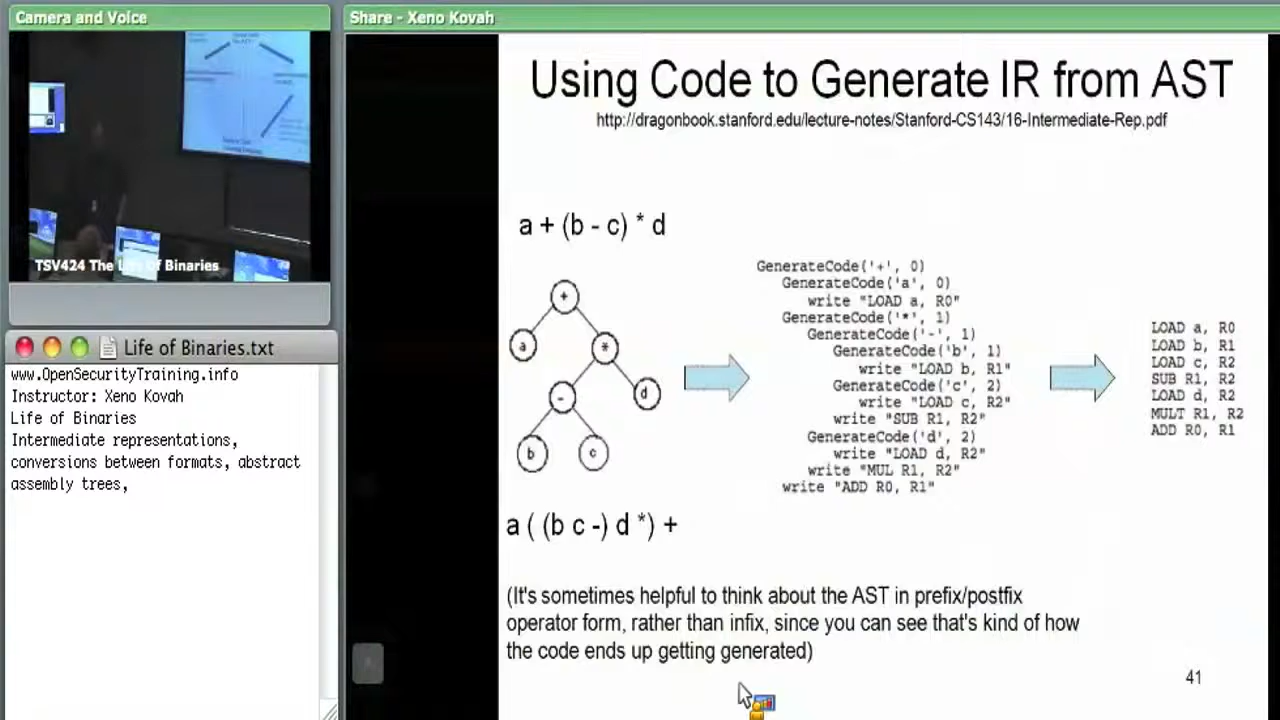 Camera and Voice
TSV424 The Life Of Binaries
Life of Binaries.txt
www.OpenSecurityTraining.info
Instructor: Xeno Kovah
Life of Binaries
Intermediate representations,
conversions between formats, abstract
assembly trees,
Share - Xeno Kovah
Using Code to Generate IR from AST
http://dragonbook.stanford.edu/lecture-notes/Stanford-CS143/16-Intermediate-Rep.pdf
a + (b - c) * d
+
a
*
-
d
b
c
GenerateCode('+', 0)
GenerateCode('a', 0)
write "LOAD a, R0"
GenerateCode('*', 1)
GenerateCode('-', 1)
GenerateCode('b', 1)
write "LOAD b, R1"
GenerateCode('c', 2)
write "LOAD c, R2"
write "SUB R1, R2"
GenerateCode('d', 2)
write "LOAD d, R2"
write "MUL R1, R2"
write "ADD R0, R1"
LOAD a, R0
LOAD b, R1
LOAD c, R2
SUB R1, R2
LOAD d, R2
MULT R1, R2
ADD R0, R1
a ( (b c -) d *) +
(It's sometimes helpful to think about the AST in prefix/postfix
operator form, rather than infix, since you can see that's kind of how
the code ends up getting generated)
41